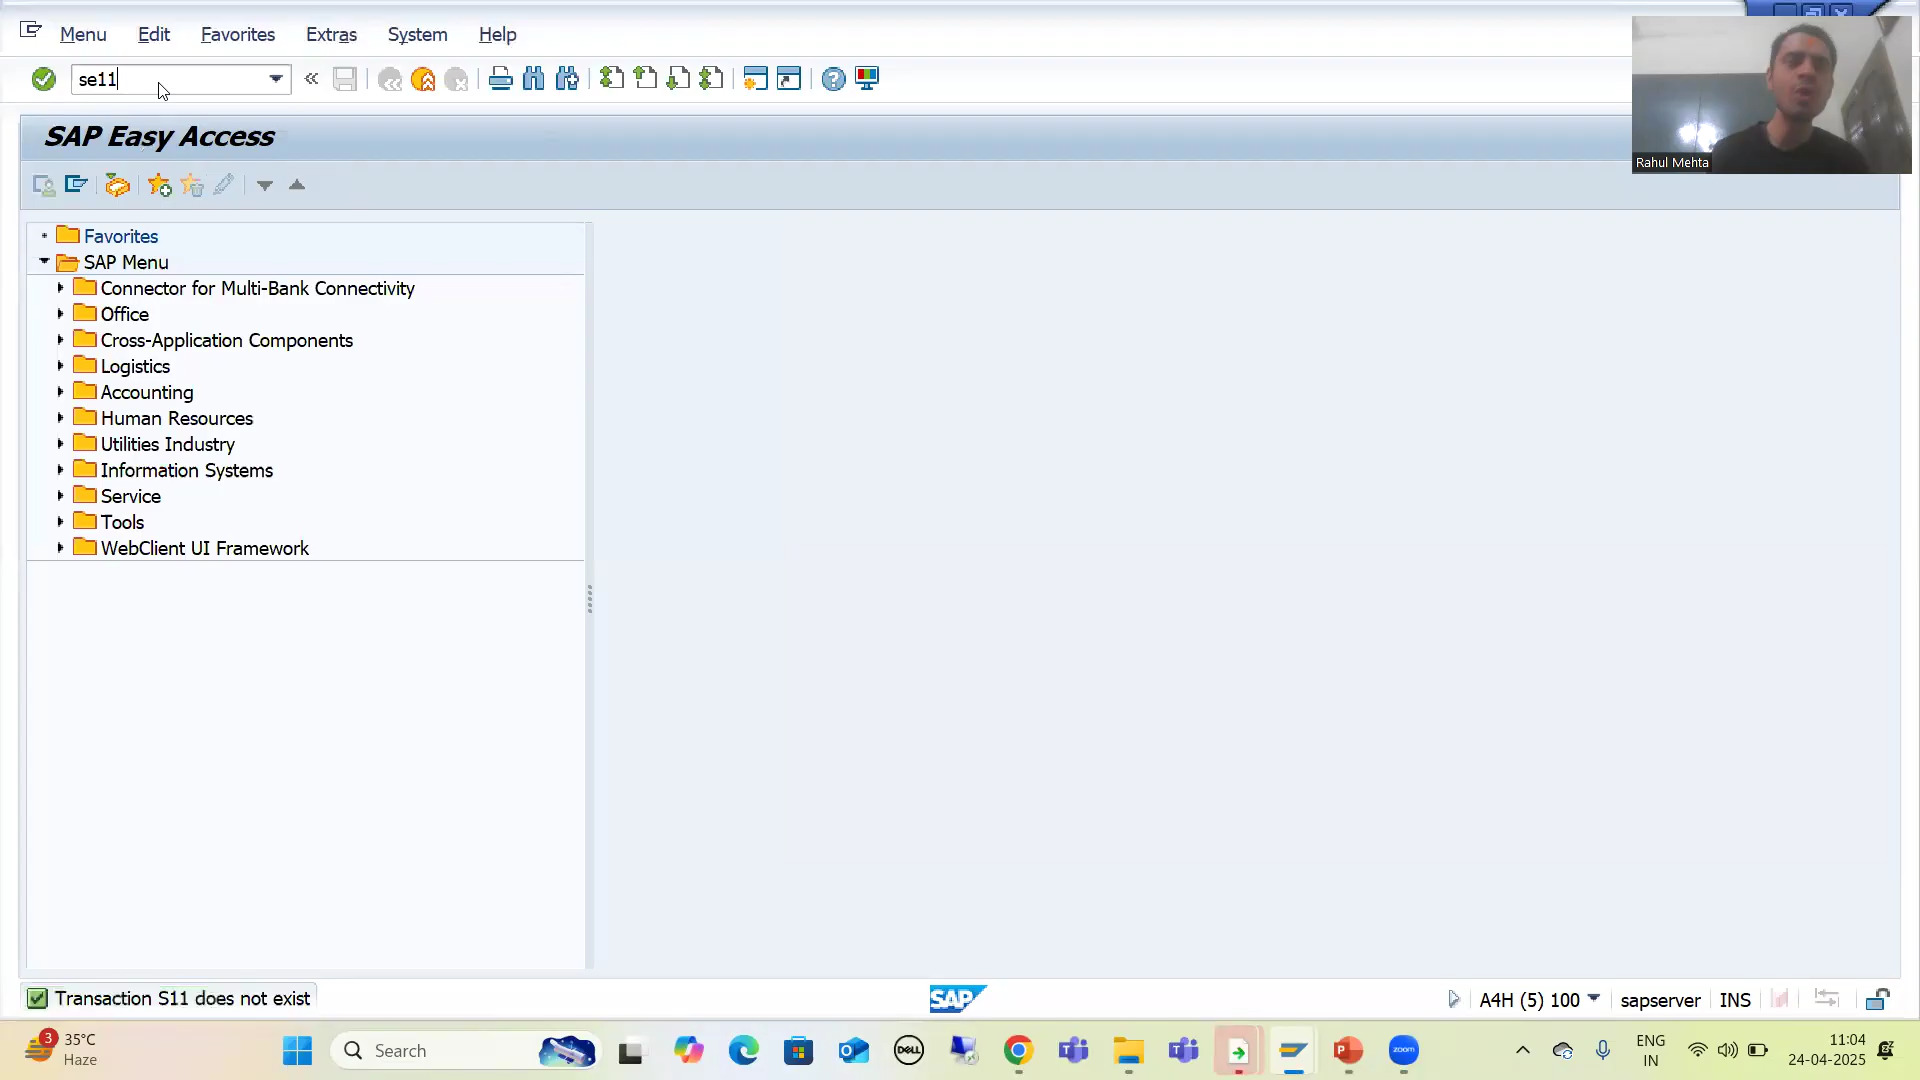 Menu Edit Favorites Extras System Help
se11
SAP Easy Access
Rahul Mehta
Favorites
SAP Menu
Connector for Multi-Bank Connectivity
Office
Cross-Application Components
Logistics
Accounting
Human Resources
Utilities Industry
Information Systems
Service
Tools
WebClient UI Framework
Transaction S11 does not exist
SAP
A4H (5) 100
sapserver
INS
3
35°C
Haze
Search
DELL
zoom
ENG
IN
11:04
24-04-2025